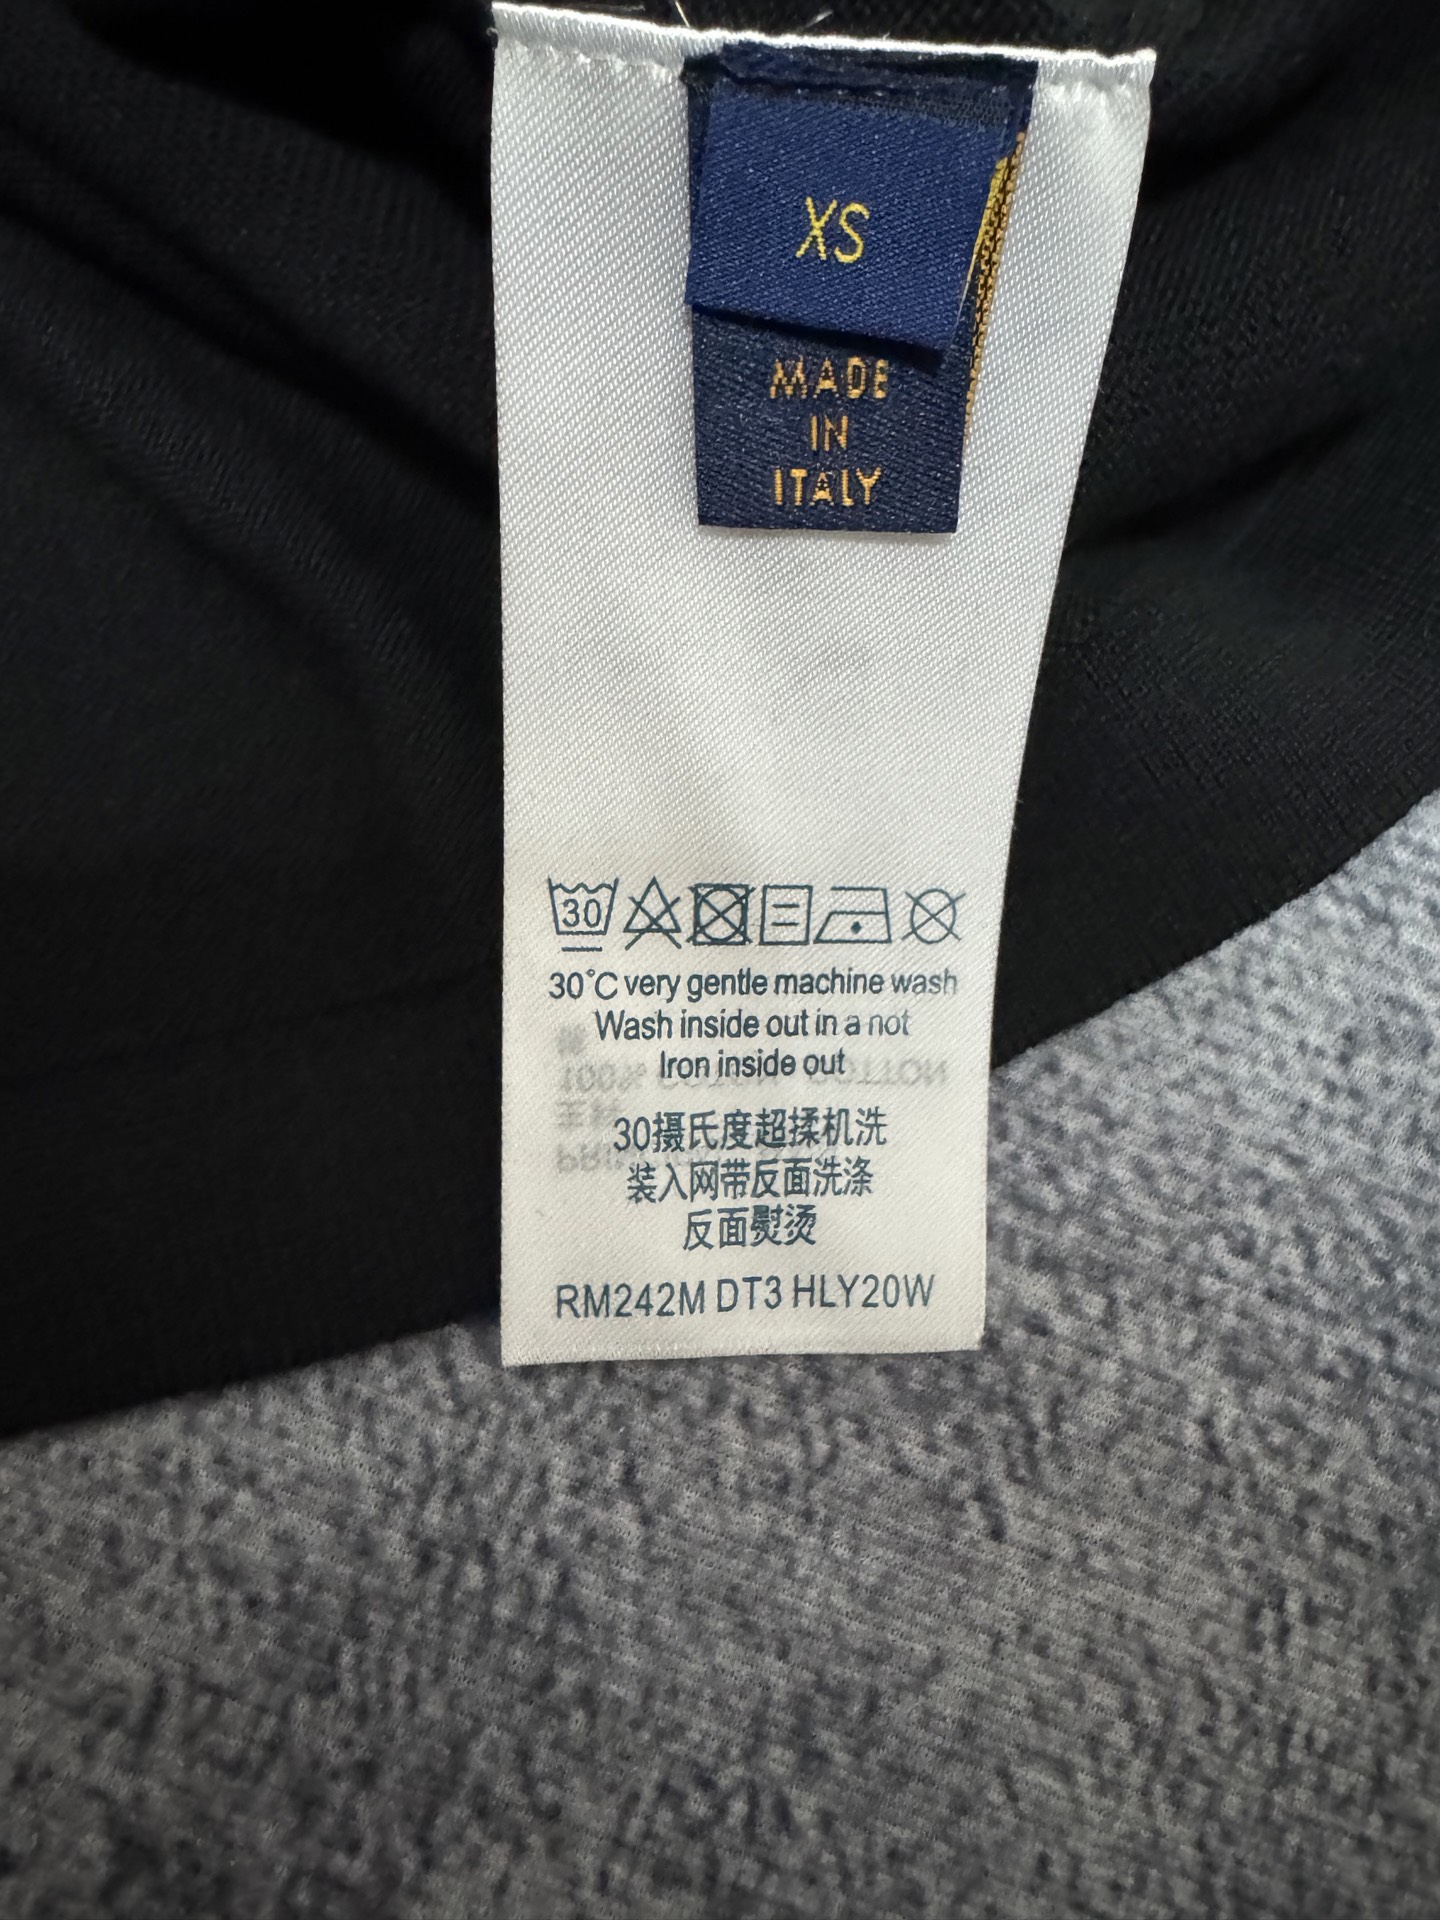 XS
MADE
IN
ITALY
30
30°C very gentle machine wash
Wash inside out in a not
Iron inside out
100% COTTON
30摄氏度超揉机洗
装入网带反面洗涤
反面熨烫
RM242M DT3 HLY20W